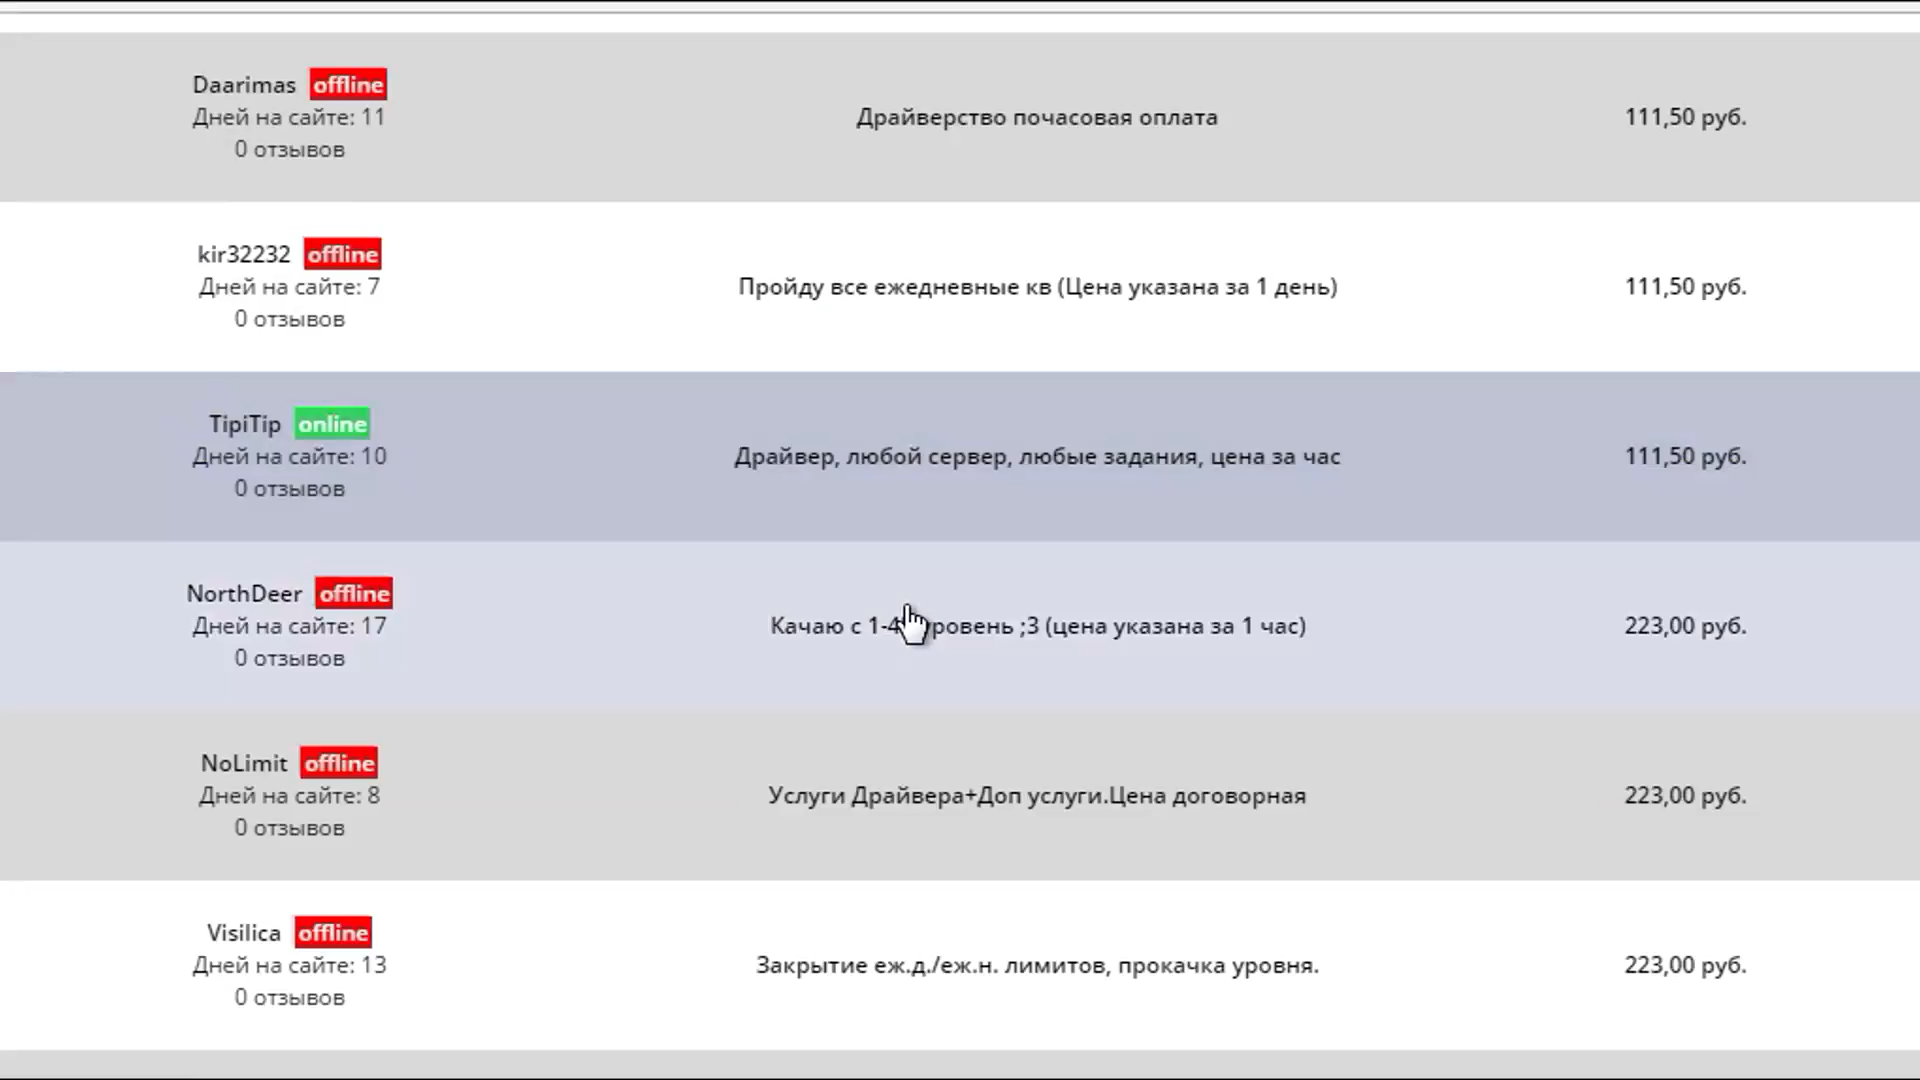 Daarimas offline
Дней на сайте: 11
0 отзывов
Драйверство почасовая оплата
111,50 руб.
kir32232 offline
Дней на сайте: 7
0 отзывов
Пройду все ежедневные кв (Цена указана за 1 день)
111,50 руб.
TipiTip online
Дней на сайте: 10
0 отзывов
Драйвер, любой сервер, любые задания, цена за час
111,50 руб.
NorthDeer offline
Дней на сайте: 17
0 отзывов
Качаю с ;3 (цена указана за 1 час)
223,00 руб.
NoLimit offline
Дней на сайте: 8
0 отзывов
Услуги Драйвера+Доп услуги.Цена договорная
223,00 руб.
Visilica offline
Дней на сайте: 13
0 отзывов
Закрытие еж.д./еж.н. лимитов, прокачка уровня.
223,00 руб.